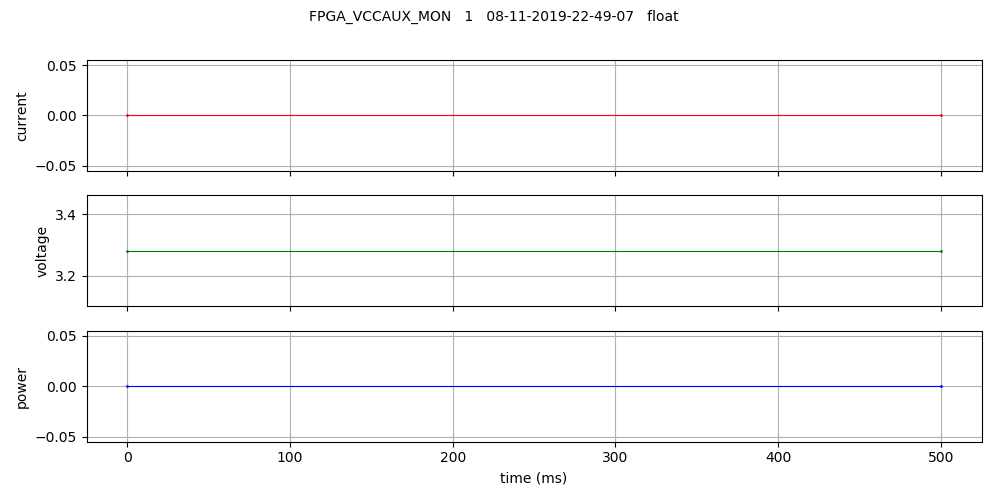 FPGA_VCCAUX_MON 1 08-11-2019-22-49-07 float
0.05
0.00
−0.05
current
3.4
3.2
voltage
0.05
0.00
−0.05
power
0 100 200 300 400 500
time (ms)